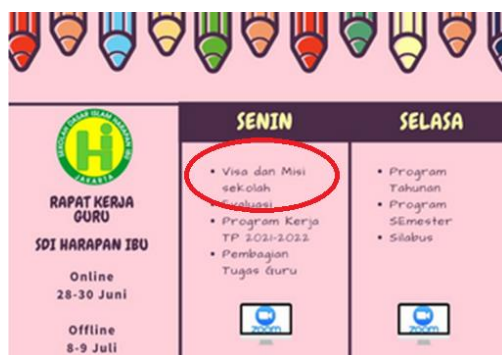 SEKOLAH DASAR ISLAM HARAPAN IBU
JAKARTA
RAPAT KERJA
GURU
SDI HARAPAN IBU
Online
28-30 Juni
Offline
8-9 Juli
SENIN
• Visa dan Misi
sekolah
• Evaluasi
• Program Kerja
TP 2021-2022
• Pembagian
Tugas Guru
zoom
SELASA
• Program
Tahunan
• Program
SEmester
• Silabus
zoom